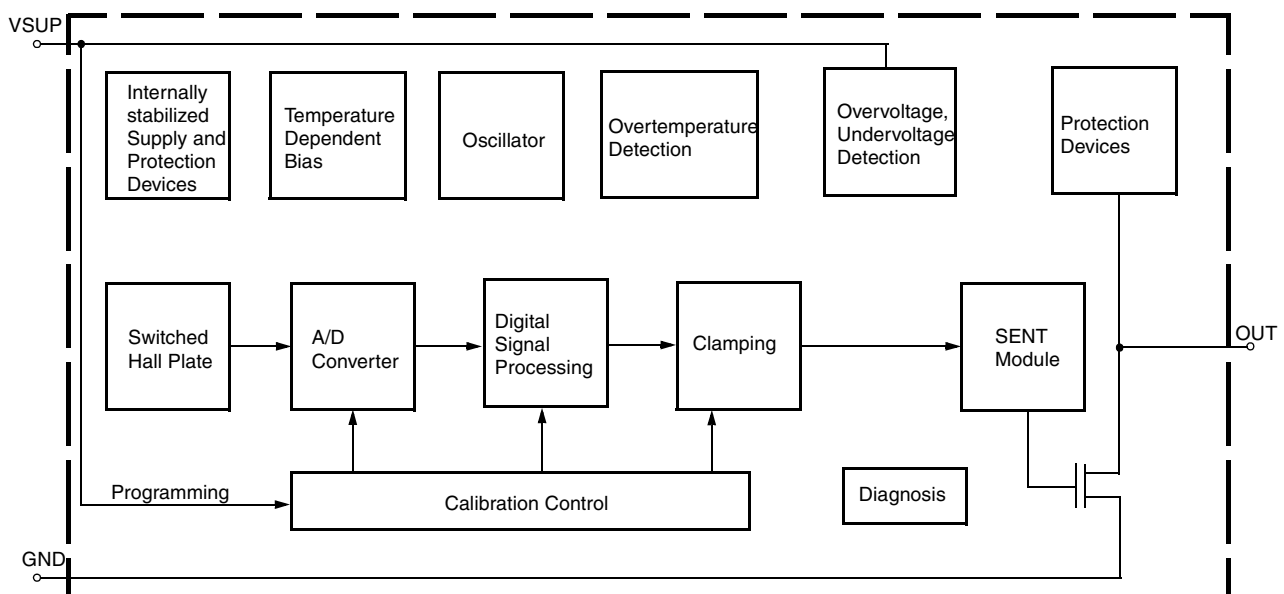 VSUP
Internally
stabilized
Supply and
Protection
Devices
Temperature
Dependent
Bias
Oscillator
Overtemperature
Detection
Overvoltage,
Undervoltage
Detection
Protection
Devices
Switched
Hall Plate
A/D
Converter
Digital
Signal
Processing
Clamping
SENT
Module
OUT
Programming
Calibration Control
Diagnosis
GND